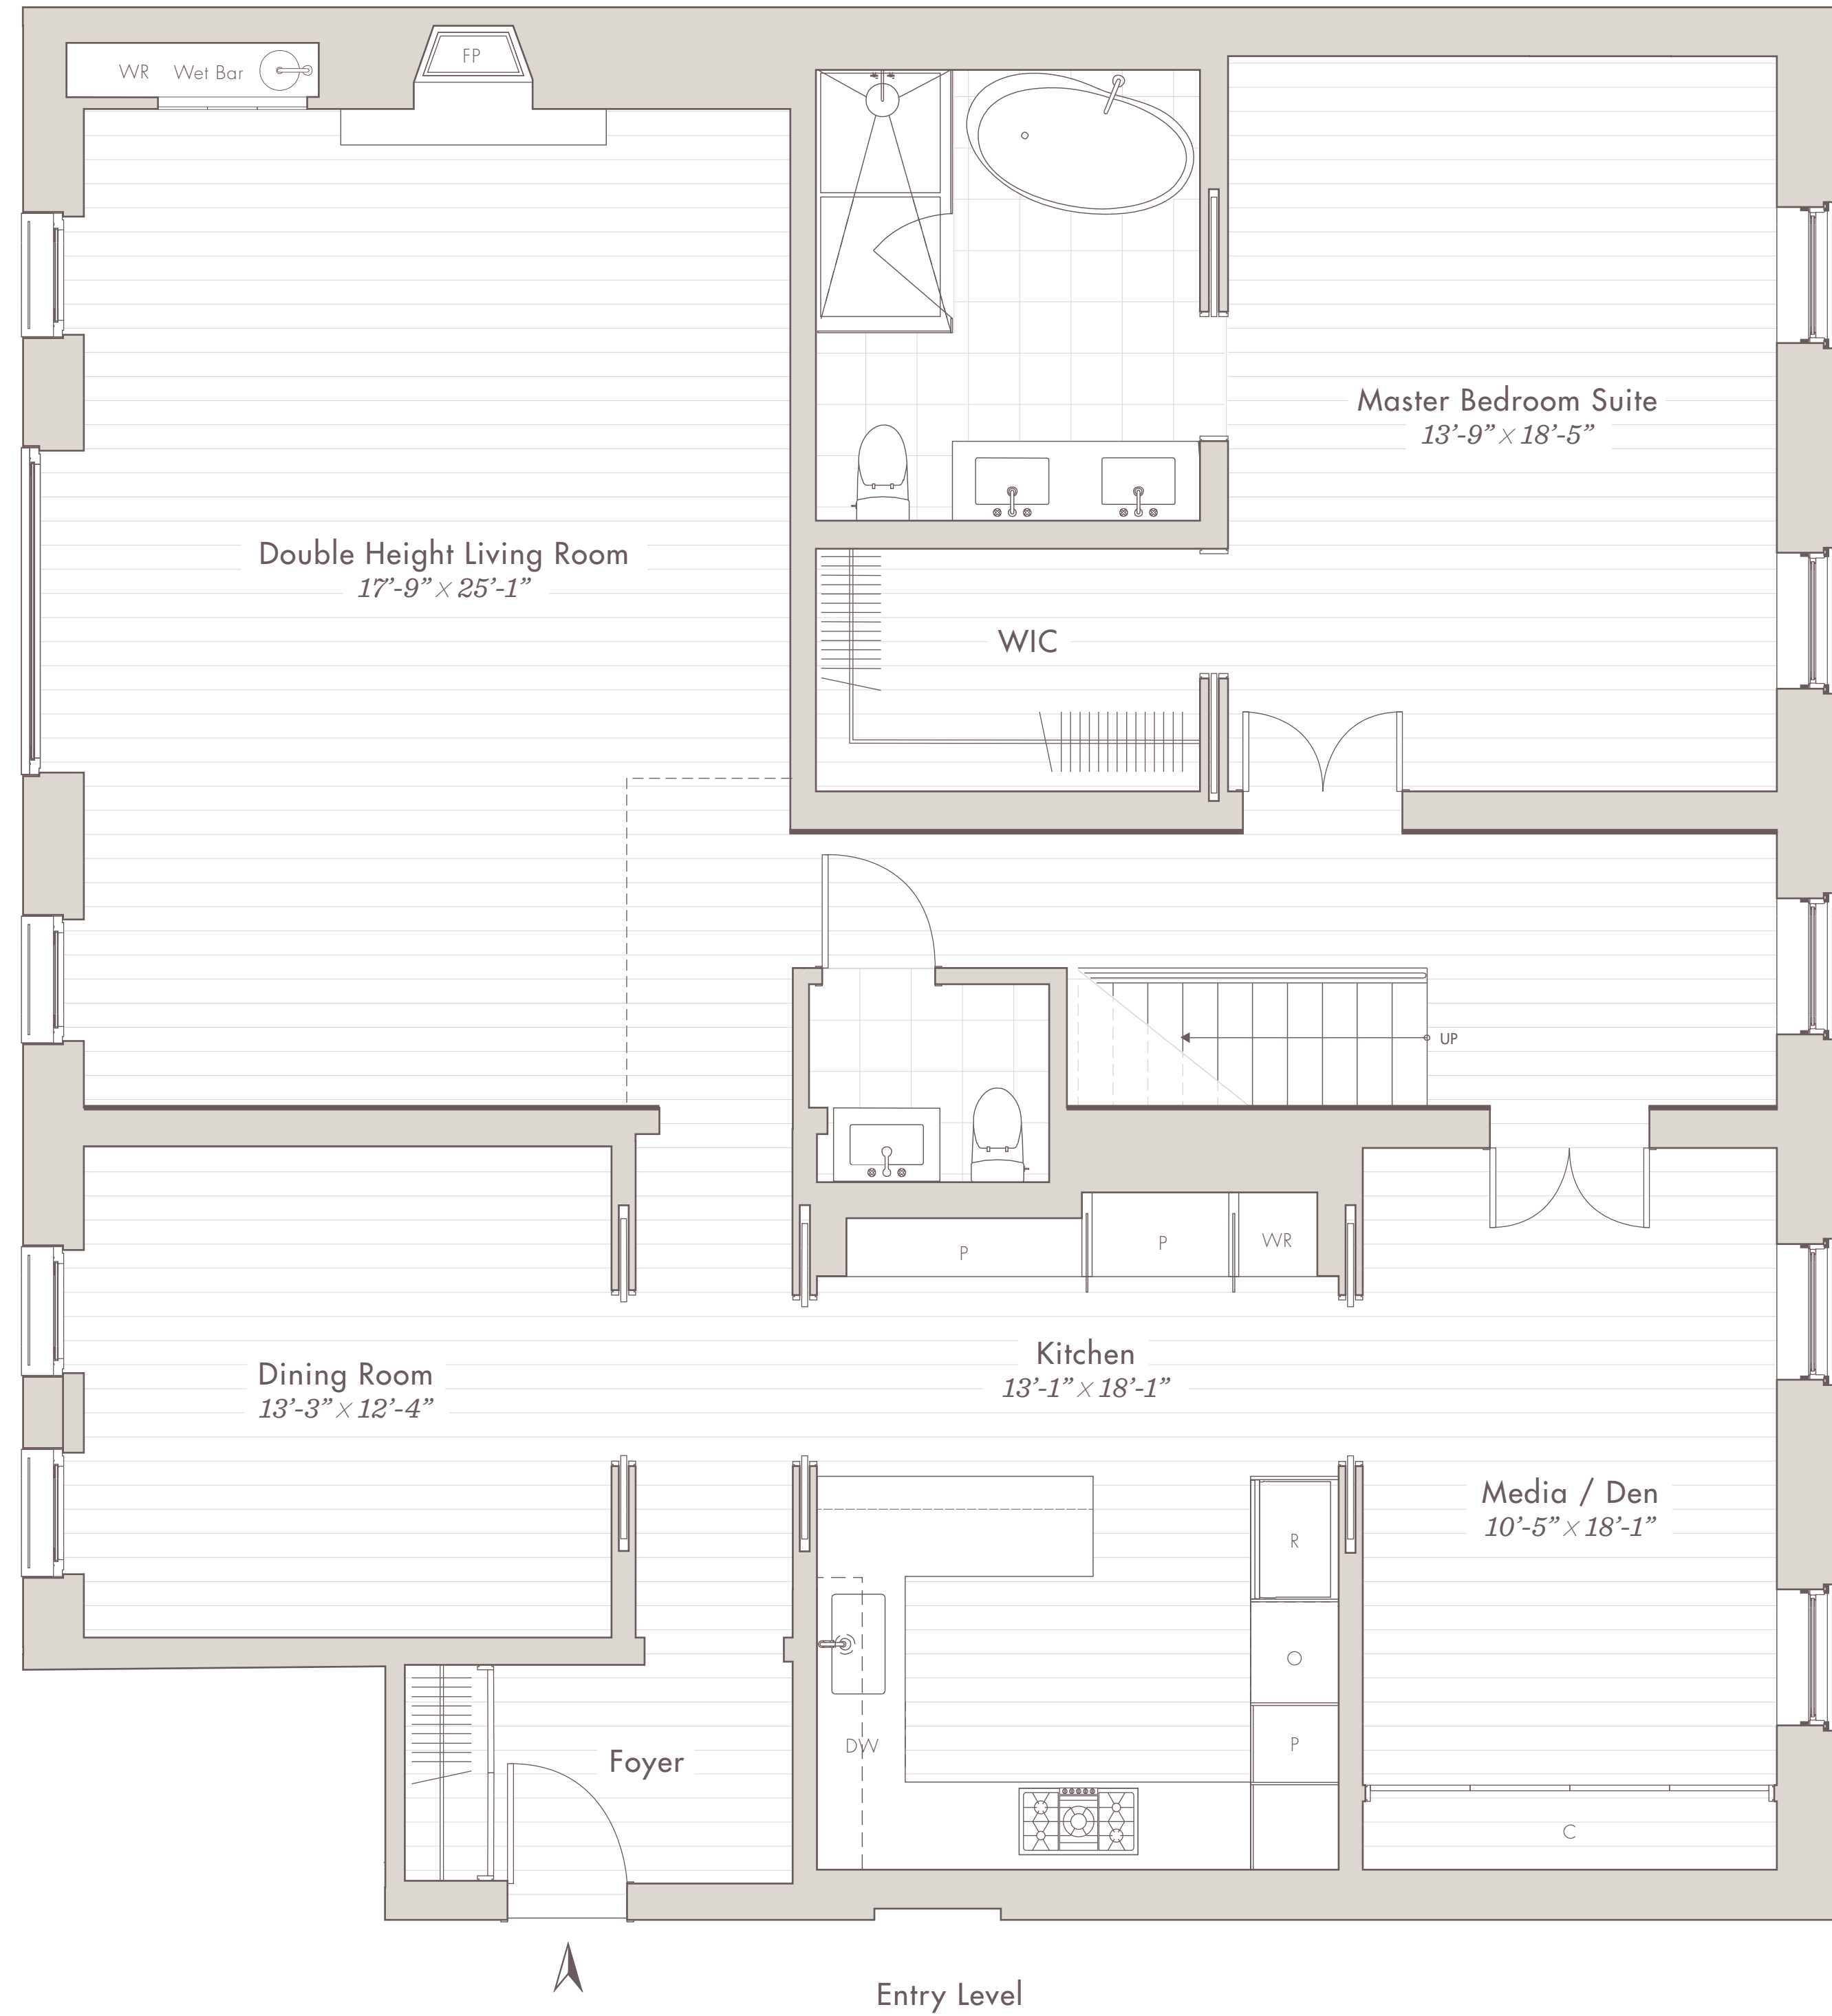 FP
WR Wet Bar
Master Bedroom Suite
13’-9” × 18’-5”
Double Height Living Room
17’-9” × 25’-1”
WIC
UP
P
P
WR
Kitchen
13’-1” × 18’-1”
Dining Room
13’-3” × 12’-4”
Media / Den
10’-5” × 18’-1”
R
O
P
DW
Foyer
C
Entry Level